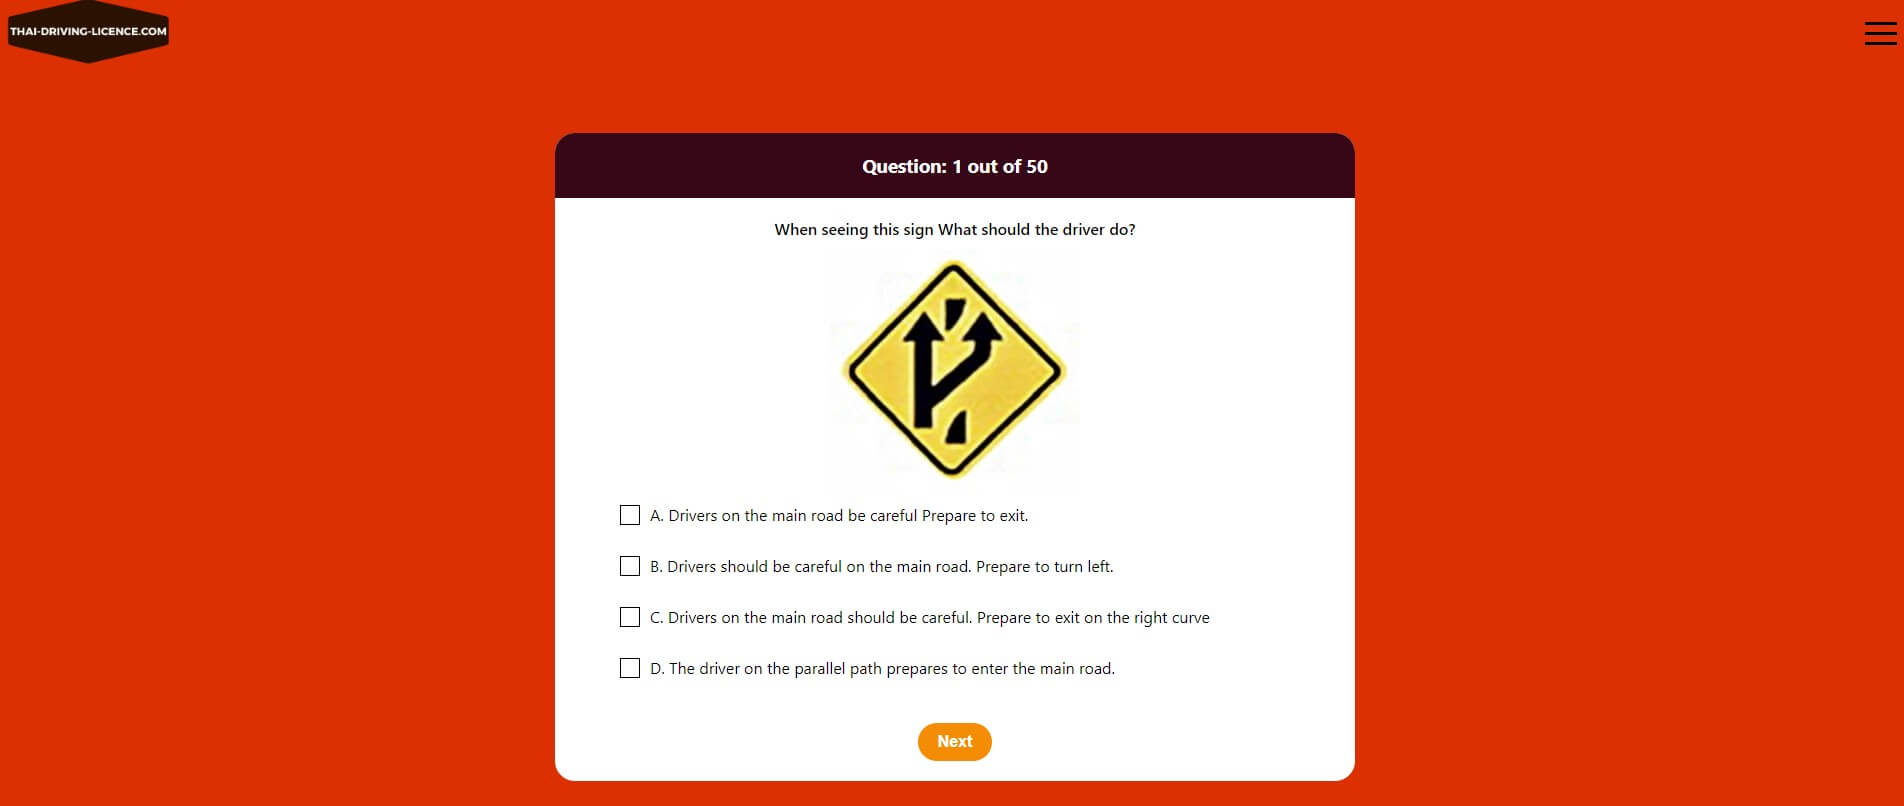 THAI-DRIVING-LICENCE.COM
Question: 1 out of 50
When seeing this sign What should the driver do?
A. Drivers on the main road be careful Prepare to exit.
B. Drivers should be careful on the main road. Prepare to turn left.
C. Drivers on the main road should be careful. Prepare to exit on the right curve
D. The driver on the parallel path prepares to enter the main road.
Next